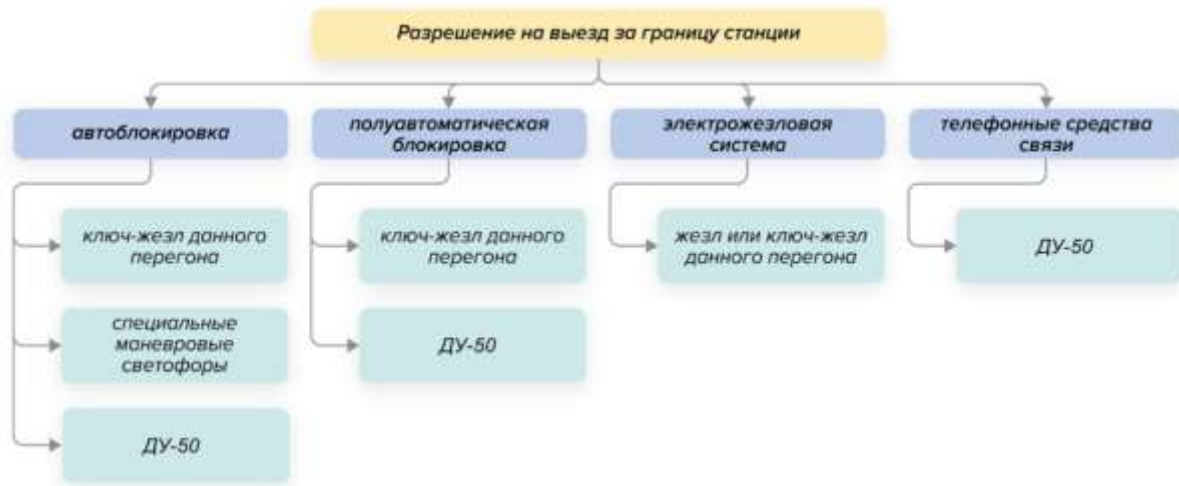 Разрешение на выезд за границу станции
автоблокировка
полуавтоматическая
блокировка
электрожезловая
система
телефонные средства
связи
ключ-жезл данного
перегона
ключ-жезл данного
перегона
жезл или ключ-жезл
данного перегона
ДУ-50
специальные
маневровые
светофоры
ДУ-50
ДУ-50